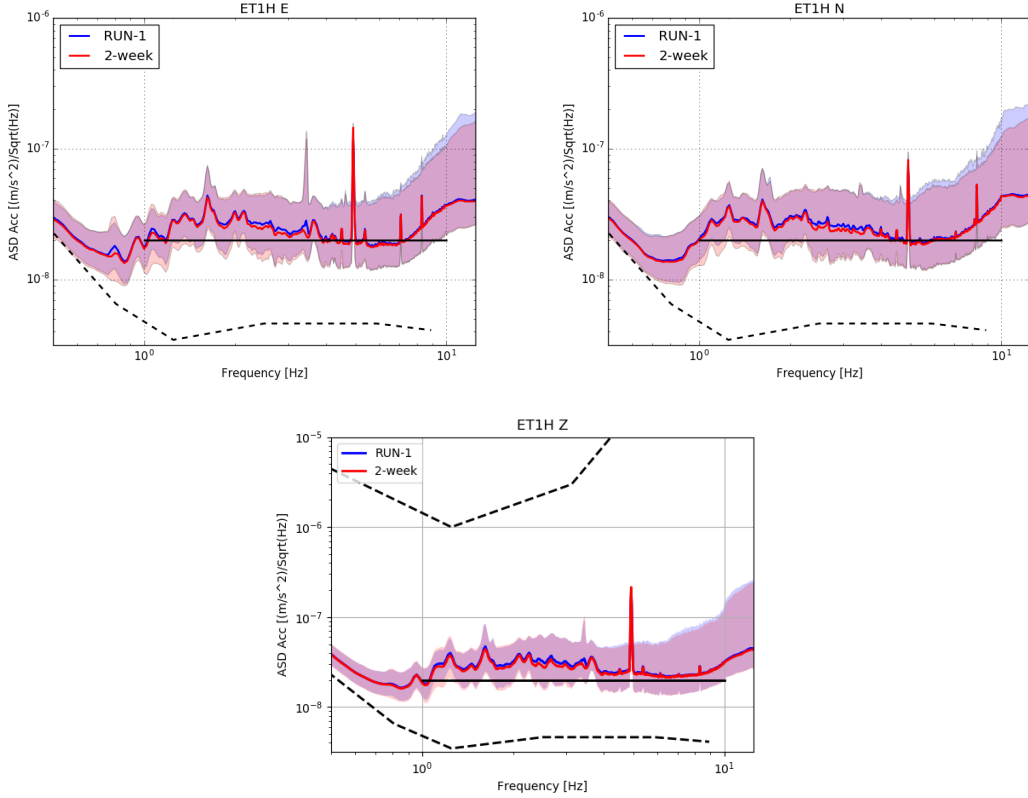 ET1H E
RUN-1
2-week
10^-6
10^-7
10^-8
ASD Acc [(m/s^2)/Sqrt(Hz)]
10^0
10^1
Frequency [Hz]
ET1H N
RUN-1
2-week
10^-6
10^-7
10^-8
ASD Acc [(m/s^2)/Sqrt(Hz)]
10^0
10^1
Frequency [Hz]
ET1H Z
RUN-1
2-week
10^-5
10^-6
10^-7
10^-8
ASD Acc [(m/s^2)/Sqrt(Hz)]
10^0
10^1
Frequency [Hz]